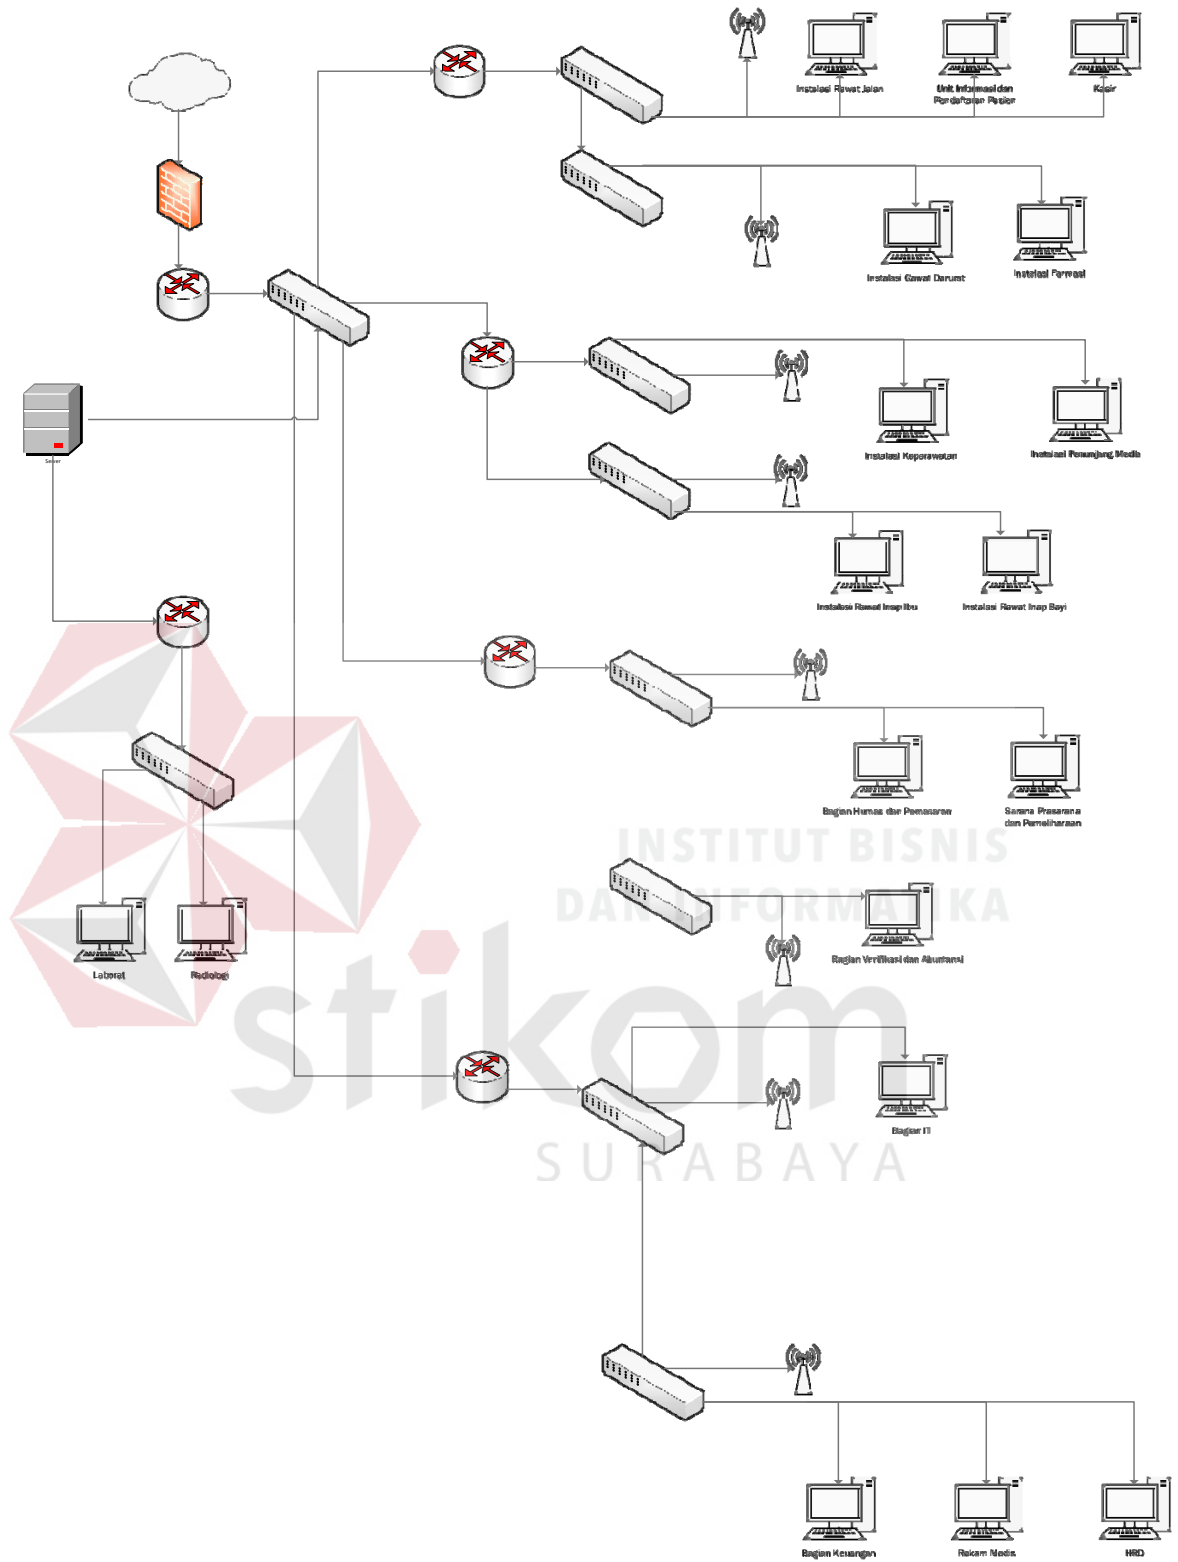 Instalasi Rawat Jalan
Unit Informasi dan
Pendaftaran Pasien
Kasir
Instalasi Gawat Darurat
Instalasi Farmasi
Instalasi Keperawatan
Instalasi Penunjang Medis
Server
Instalasi Rawat Inap Ibu
Instalasi Rawat Inap Bayi
Bagian Humas dan Pemasaran
Sarana Prasarana
dan Pemeliharaan
INSTITUT BISNIS
DAN INFORMATIKA
Bagian Verifikasi dan Akuntansi
Laborat
Radiologi
stikom
Bagian IT
SURABAYA
Bagian Keuangan
Rekam Medis
HRD